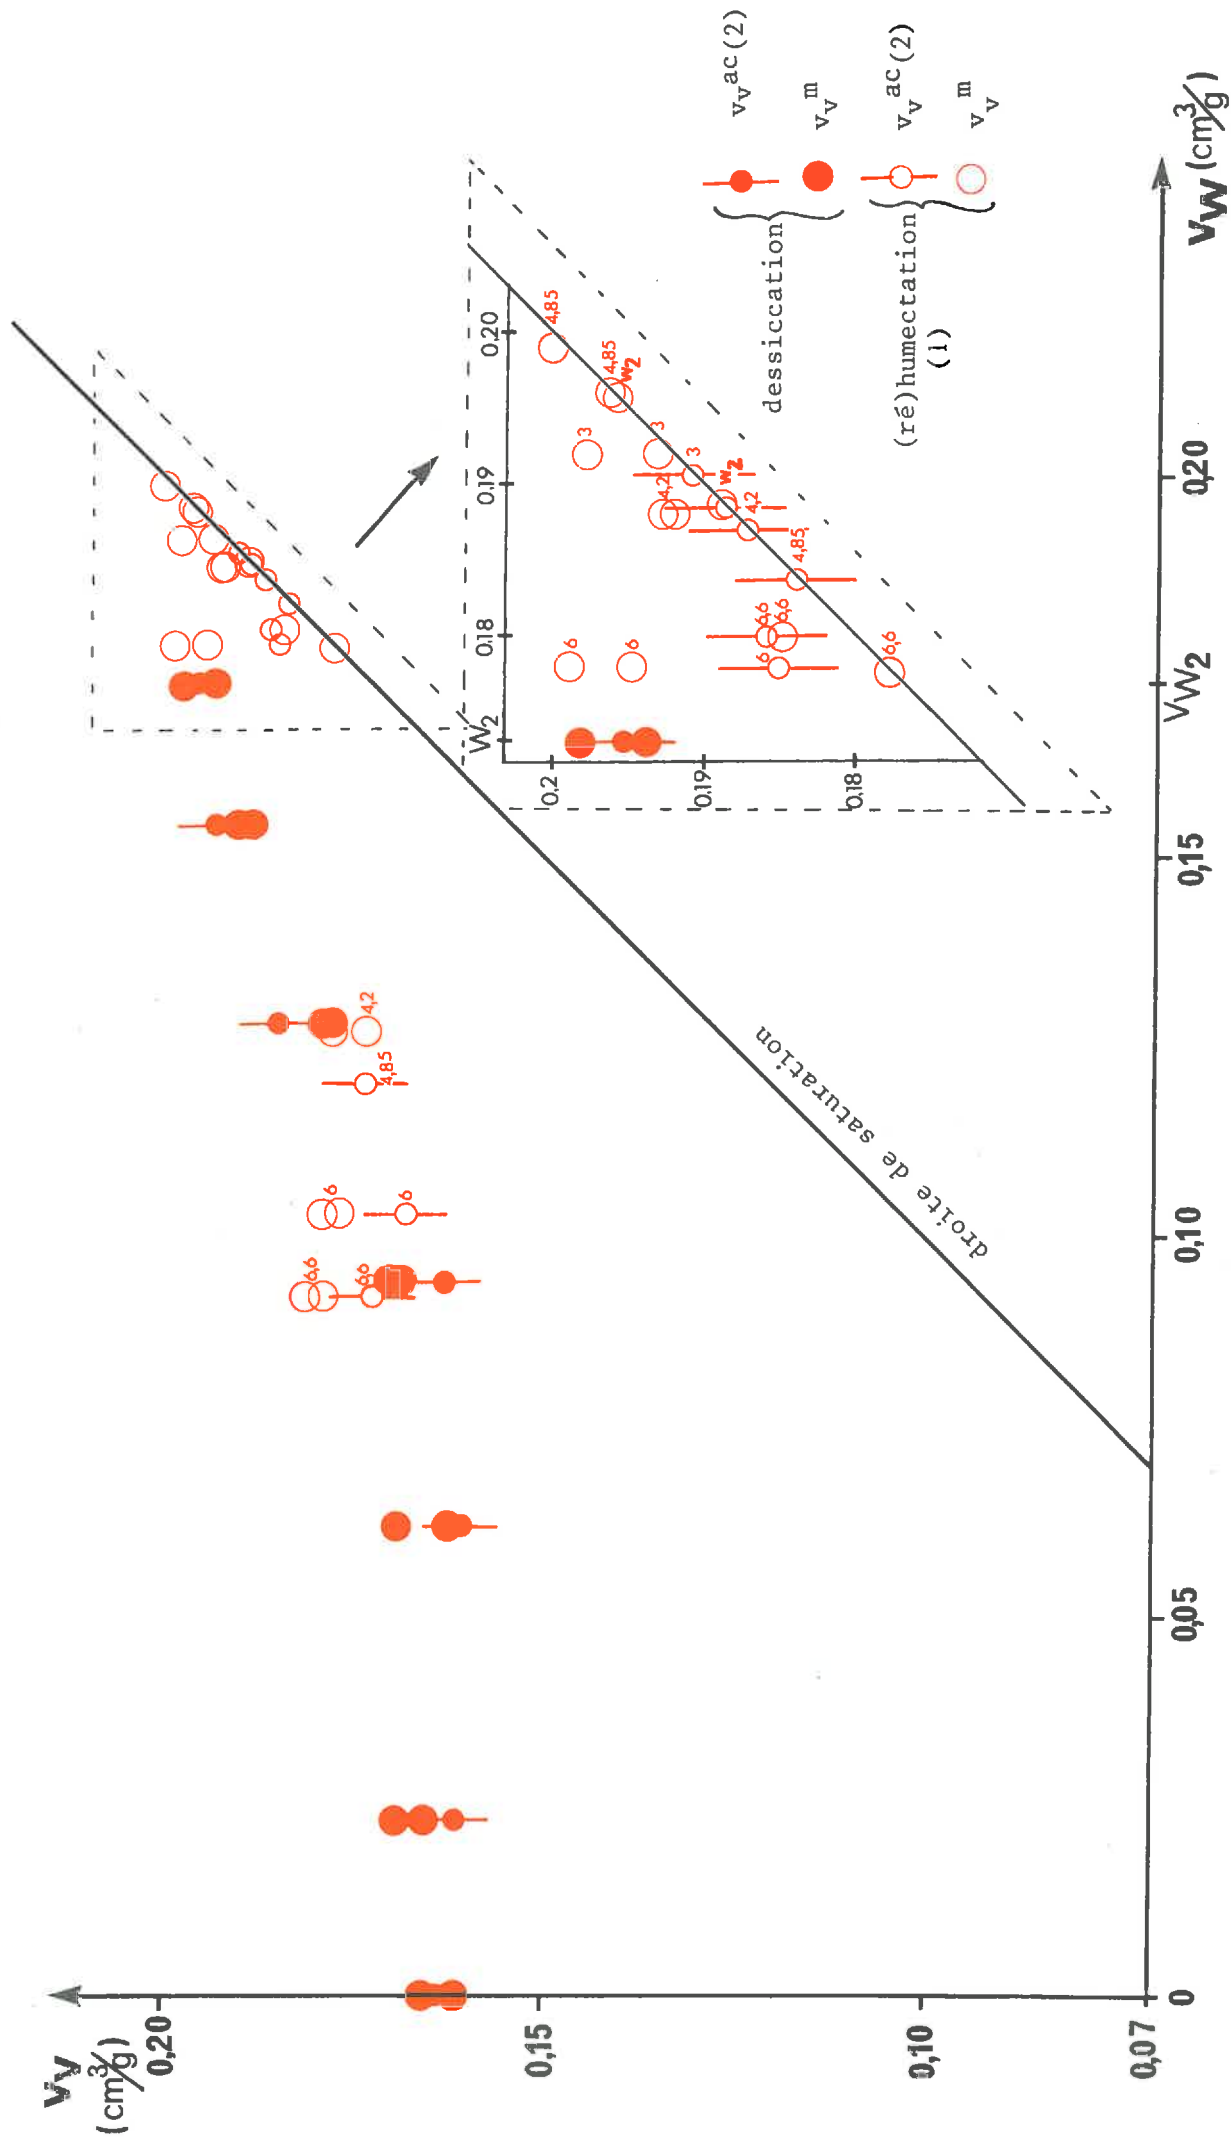 Vv
(cm³/g)
0,20
0,15
0,10
0,07
0
0,05
0,10
0,15
VW₂
0,20
Vw (cm³/g)
droite de saturation
6,6
6,6
6
6
4,85
4,2
W₂
0,18
0,19
0,20
0,2
0,19
0,18
6
6
6
6,6
6,6
6,6
4,85
4,2
4,2
w₂
3
3
3
w₂
4,85
4,85
dessiccation
(ré)humectation
(1)
vᵥᵃᶜ(2)
vᵥᵐ
vᵥᵃᶜ(2)
vᵥᵐ